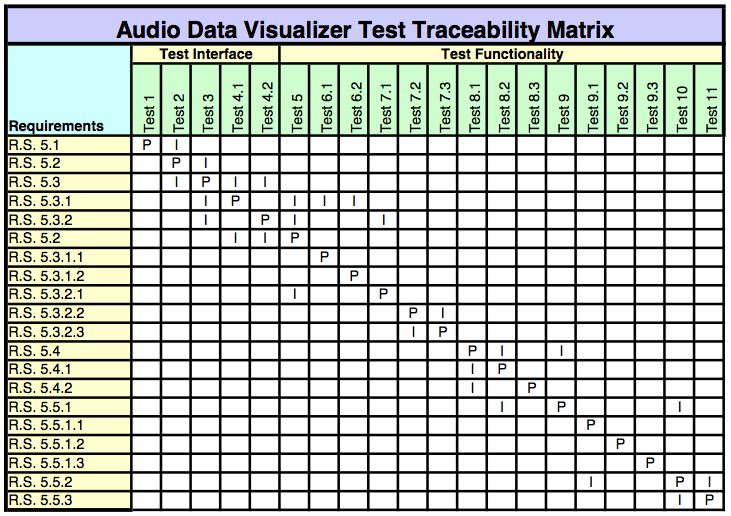 Audio Data Visualizer Test Traceability Matrix
Test Interface Test Functionality
Requirements Test 1 Test 2 Test 3 Test 4.1 Test 4.2 Test 5 Test 6.1 Test 6.2 Test 7.1 Test 7.2 Test 7.3 Test 8.1 Test 8.2 Test 8.3 Test 9 Test 9.1 Test 9.2 Test 9.3 Test 10 Test 11
R.S. 5.1 P I
R.S. 5.2 P I
R.S. 5.3 I P I I
R.S. 5.3.1 I P I I I
R.S. 5.3.2 I P I I
R.S. 5.2 I I P
R.S. 5.3.1.1 P
R.S. 5.3.1.2 P
R.S. 5.3.2.1 I P
R.S. 5.3.2.2 P I
R.S. 5.3.2.3 I P
R.S. 5.4 P I I
R.S. 5.4.1 I P
R.S. 5.4.2 I P
R.S. 5.5.1 I P I
R.S. 5.5.1.1 P
R.S. 5.5.1.2 P
R.S. 5.5.1.3 P
R.S. 5.5.2 I P I
R.S. 5.5.3 I P